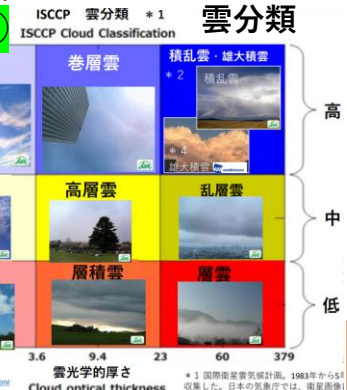 ISCCP 雲分類 *1
ISCCP Cloud Classification
雲分類
巻層雲
積乱雲・雄大積雲
*2
積乱雲
*4
雄大積雲
高
高層雲
乱層雲
中
層積雲
層雲
低
3.6 9.4 23 60 379
雲光学的厚さ
Cloud optical thickness
*1 国際衛星雲気候計画。1983年から5
収集した。日本の気象庁では、衛星画像